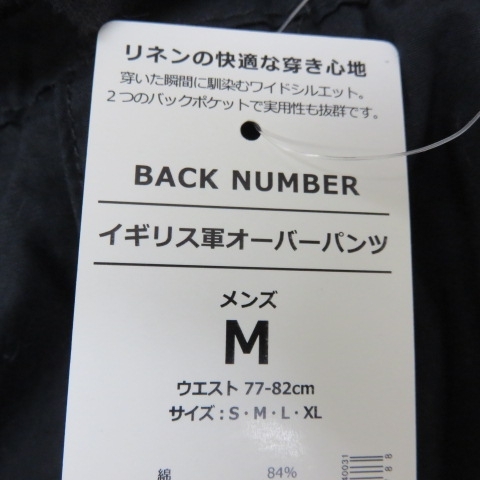 リネンの快適な穿き心地
穿いた瞬間に馴染むワイドシルエット。
2つのバックポケットで実用性も抜群です。
BACK NUMBER
イギリス軍オーバーパンツ
メンズ
M
ウエスト 77-82cm
サイズ：S・M・L・XL
綿 84%